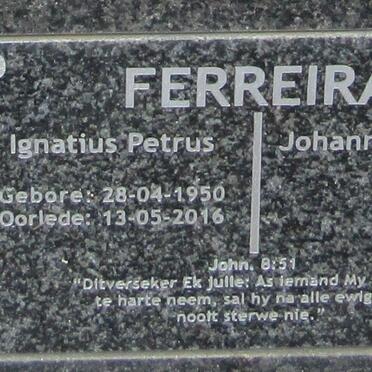 FERREIRA
Ignatius Petrus
Johann
Gebore: 28-04-1950
Oorlede: 13-05-2016
John. 8:51
"Ditverseker Ek julle: As iemand My
te harte neem, sal hy na alle ewig
nooit sterwe nie."